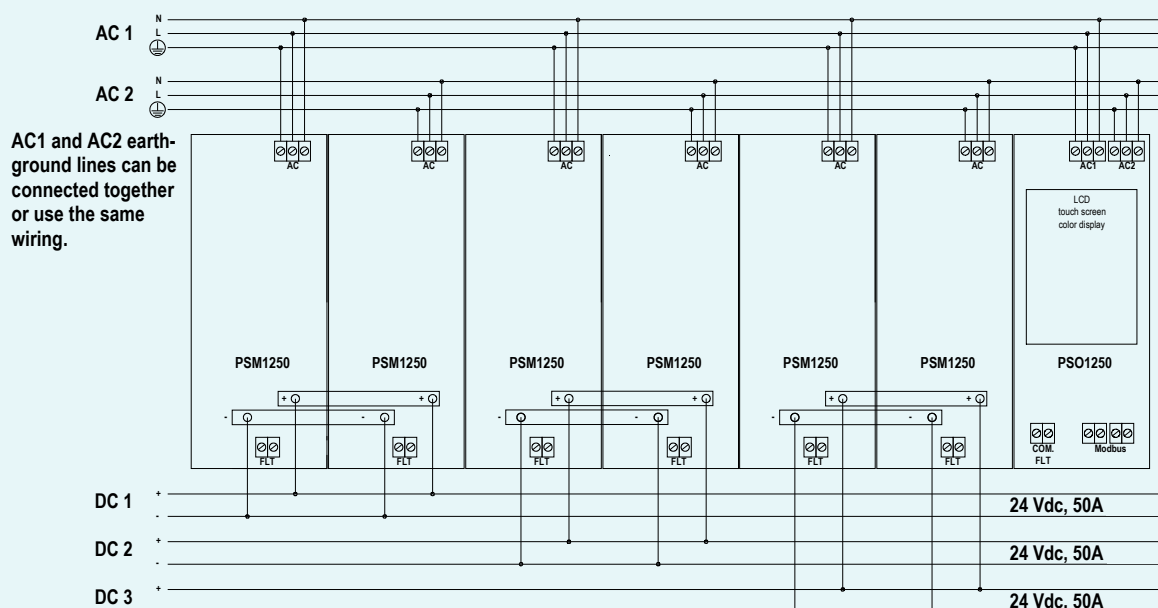 N
AC 1 L
N
AC 2 L
AC1 and AC2 earth-
ground lines can be
connected together
or use the same
wiring.
AC AC AC AC AC AC AC1 AC2
LCD
touch screen
color display
PSM1250 PSM1250 PSM1250 PSM1250 PSM1250 PSM1250 PSO1250
+ + + + + +
- - - - - -
FLT FLT FLT FLT FLT FLT COM. Modbus
FLT
+
DC 1 24 Vdc, 50A
-
+
DC 2 24 Vdc, 50A
-
+
DC 3 24 Vdc, 50A